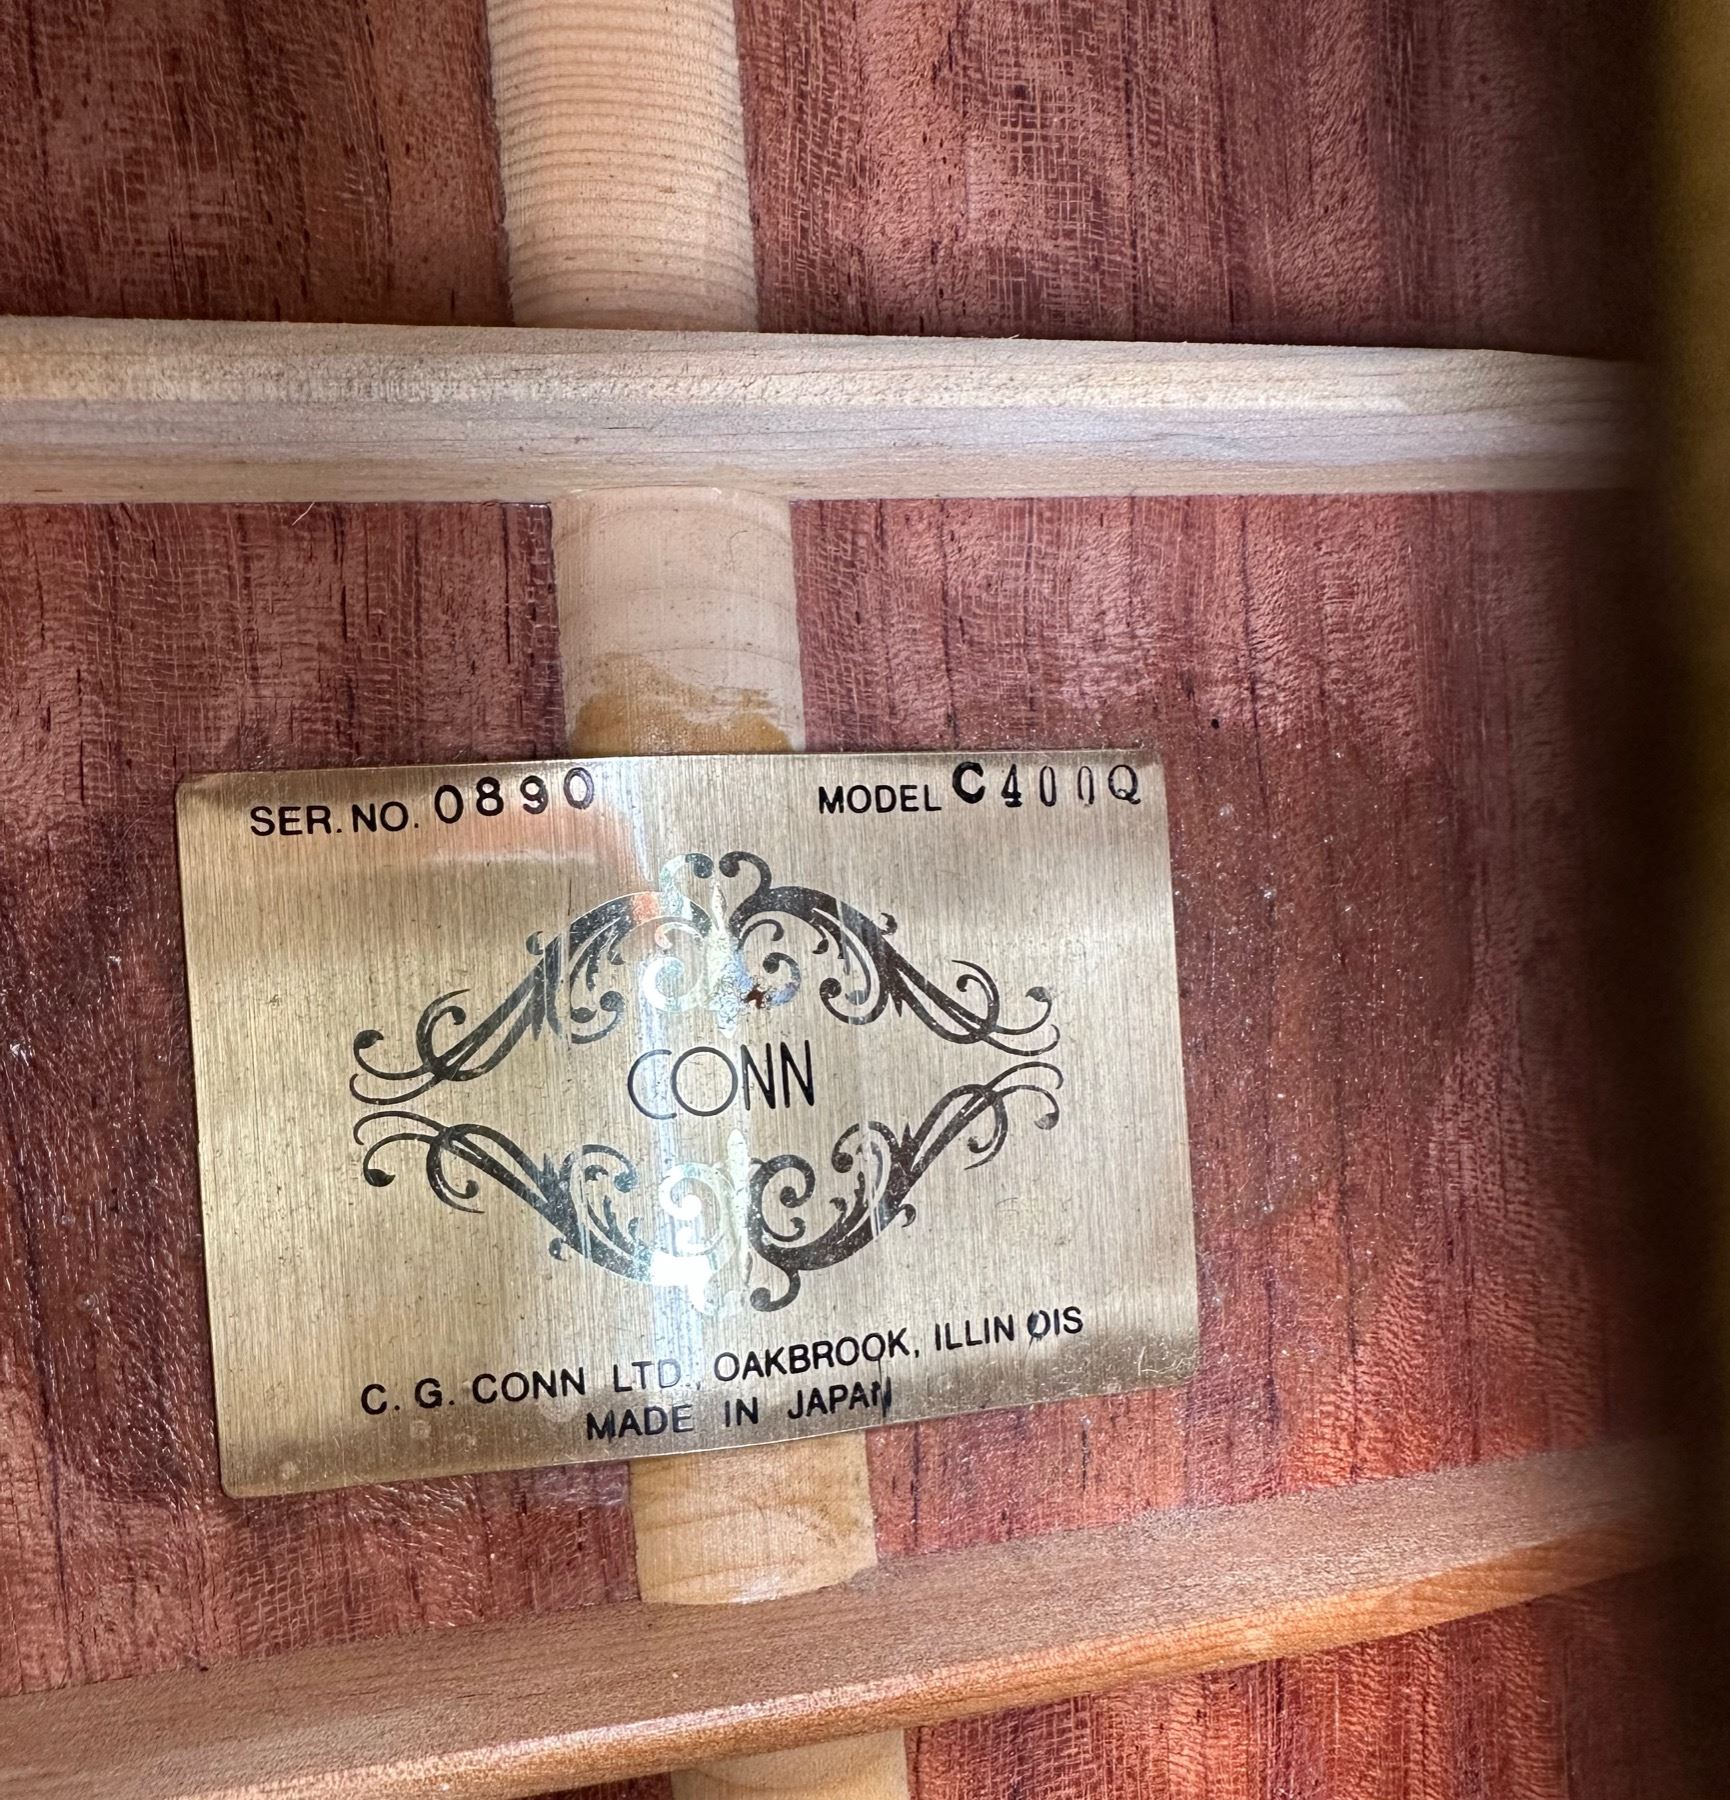 SER. NO. 0890 MODEL C400Q
CONN
C. G. CONN LTD. OAKBROOK, ILLINOIS
MADE IN JAPAN